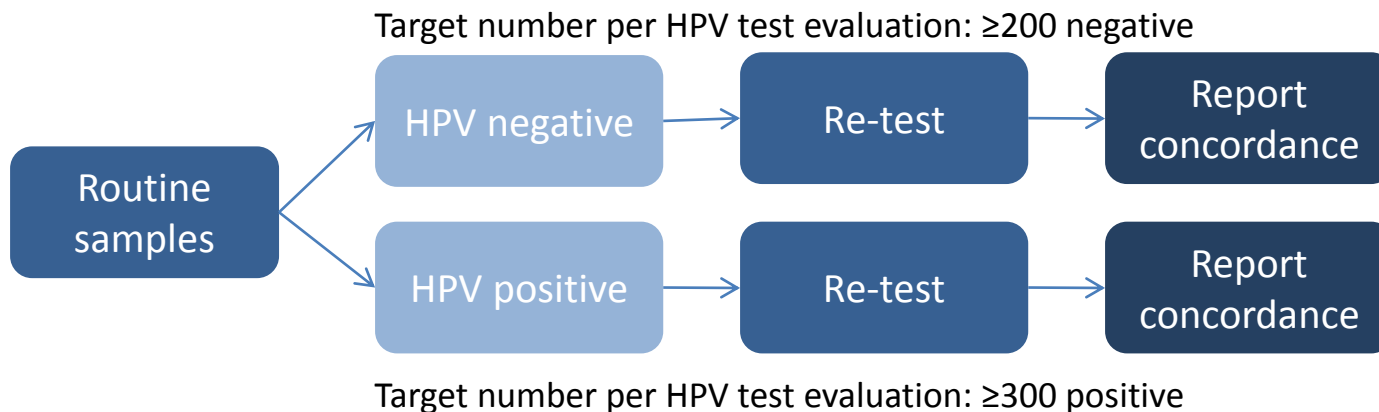 Target number per HPV test evaluation: ≥200 negative
HPV negative
Re-test
Report
concordance
Routine
samples
HPV positive
Re-test
Report
concordance
Target number per HPV test evaluation: ≥300 positive